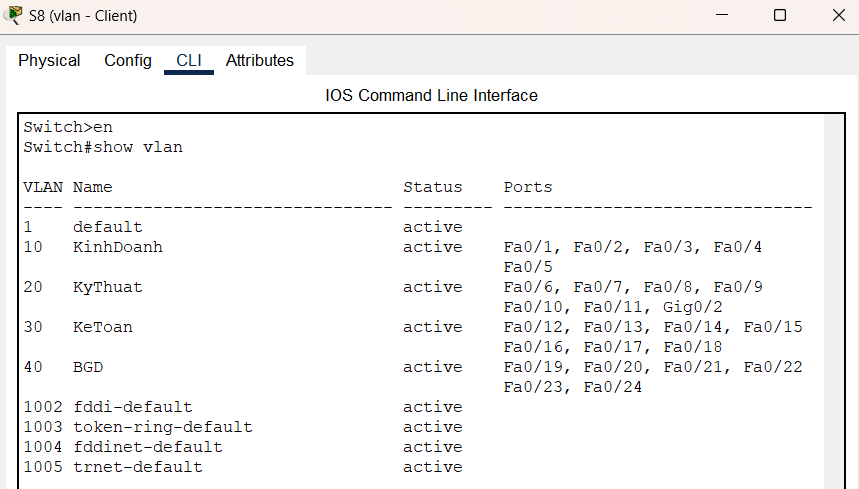 S8 (vlan - Client)
Physical Config CLI Attributes
IOS Command Line Interface
Switch>en
Switch#show vlan
VLAN Name                             Status    Ports
---- -------------------------------- --------- -------------------------------
1    default                          active
10   KinhDoanh                        active    Fa0/1, Fa0/2, Fa0/3, Fa0/4
                                                Fa0/5
20   KyThuat                          active    Fa0/6, Fa0/7, Fa0/8, Fa0/9
                                                Fa0/10, Fa0/11, Gig0/2
30   KeToan                           active    Fa0/12, Fa0/13, Fa0/14, Fa0/15
                                                Fa0/16, Fa0/17, Fa0/18
40   BGD                              active    Fa0/19, Fa0/20, Fa0/21, Fa0/22
                                                Fa0/23, Fa0/24
1002 fddi-default                     active
1003 token-ring-default               active
1004 fddinet-default                  active
1005 trnet-default                    active